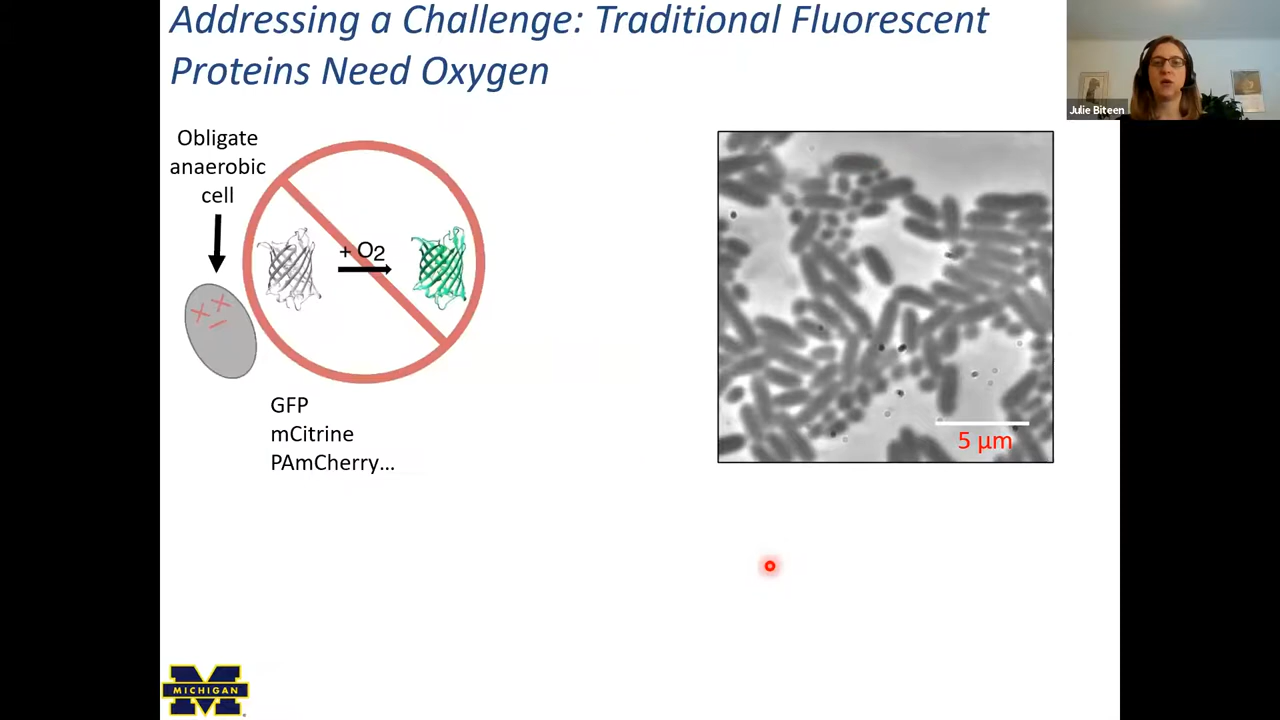 Addressing a Challenge: Traditional Fluorescent
Proteins Need Oxygen
Julie Biteen
Obligate
anaerobic
cell
+ O2
GFP
mCitrine
PAmCherry…
5 μm
MICHIGAN